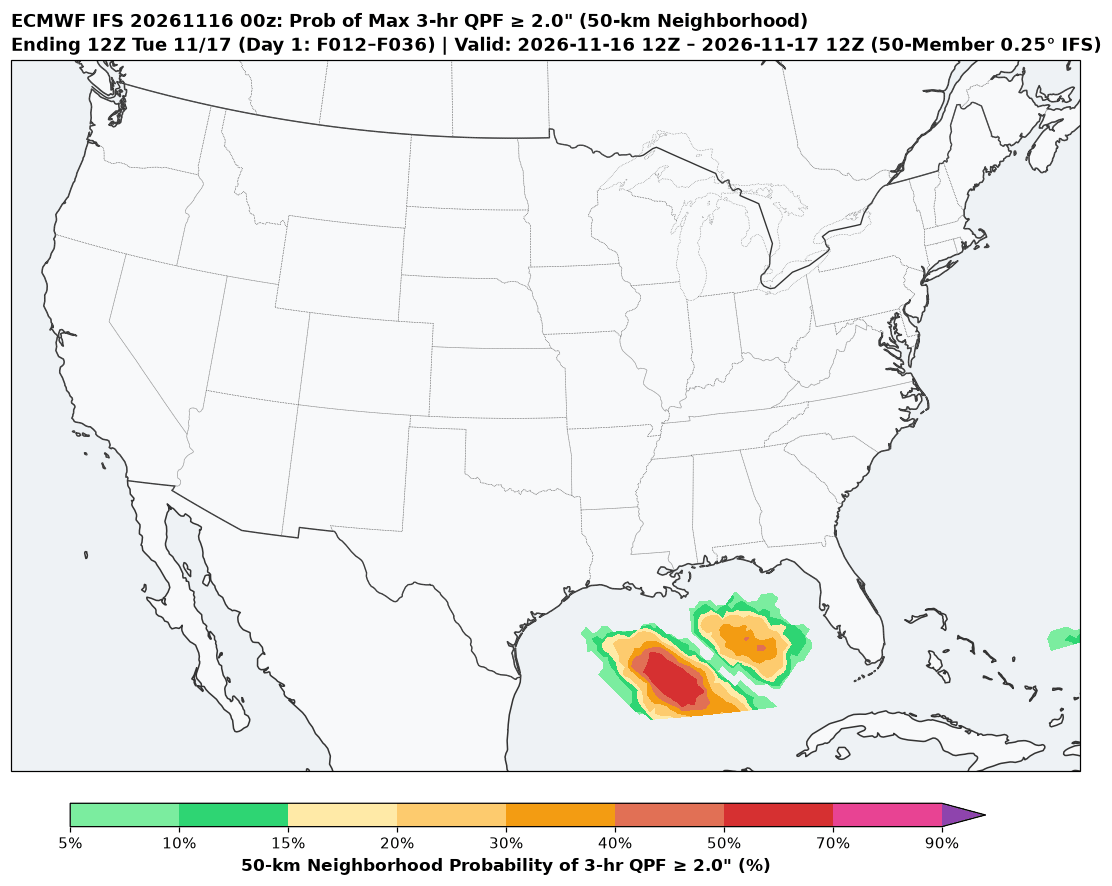 ECMWF IFS 20261116 00z: Prob of Max 3-hr QPF ≥ 2.0" (50-km Neighborhood)
Ending 12Z Tue 11/17 (Day 1: F012–F036) | Valid: 2026-11-16 12Z – 2026-11-17 12Z (50-Member 0.25° IFS)
5% 10% 15% 20% 30% 40% 50% 70% 90%
50-km Neighborhood Probability of 3-hr QPF ≥ 2.0" (%)